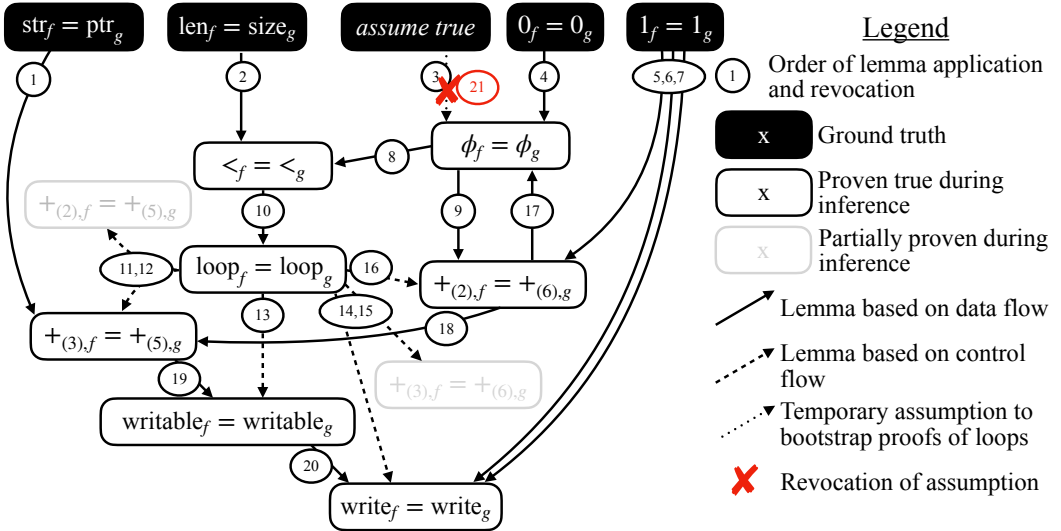 str_f = ptr_g
len_f = size_g
assume true
0_f = 0_g
1_f = 1_g
Legend
1
2
3
21
4
5,6,7
1
Order of lemma application
and revocation
x
Ground truth
ϕ_f = ϕ_g
8
<_f = <_g
x
Proven true during
inference
+_(2),f = +_(5),g
10
9
17
x
Partially proven during
inference
11,12
loop_f = loop_g
16
+_(2),f = +_(6),g
13
14,15
18
Lemma based on data flow
+_(3),f = +_(5),g
19
+_(3),f = +_(6),g
Lemma based on control
flow
writable_f = writable_g
Temporary assumption to
bootstrap proofs of loops
20
write_f = write_g
Revocation of assumption